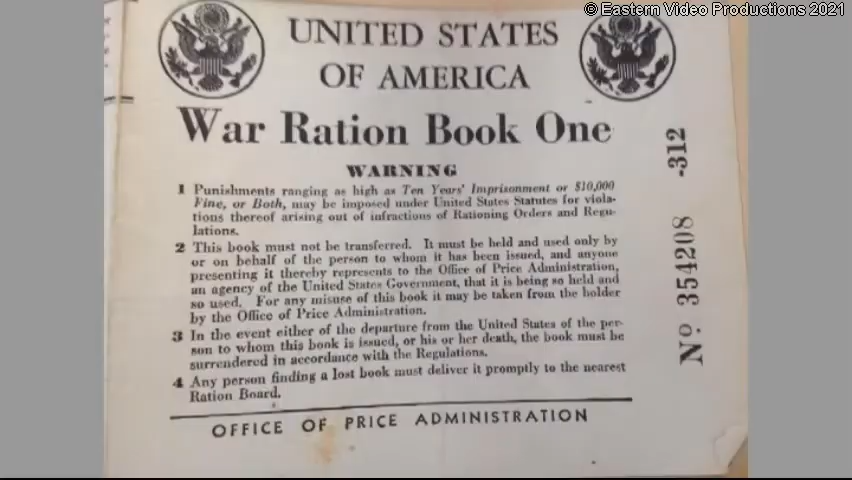 © Eastern Video Productions 2021
UNITED STATES
OF AMERICA
War Ration Book One
WARNING
1 Punishments ranging as high as Ten Years' Imprisonment or $10,000
Fine, or Both, may be imposed under United States Statutes for viola-
tions thereof arising out of infractions of Rationing Orders and Regu-
lations.
2 This book must not be transferred. It must be held and used only by
or on behalf of the person to whom it has been issued, and anyone
presenting it thereby represents to the Office of Price Administration,
an agency of the United States Government, that it is being so held and
so used. For any misuse of this book it may be taken from the holder
by the Office of Price Administration.
3 In the event either of the departure from the United States of the per-
son to whom this book is issued, or his or her death, the book must be
surrendered in accordance with the Regulations.
4 Any person finding a lost book must deliver it promptly to the nearest
Ration Board.
OFFICE OF PRICE ADMINISTRATION
Nº 354208 -312